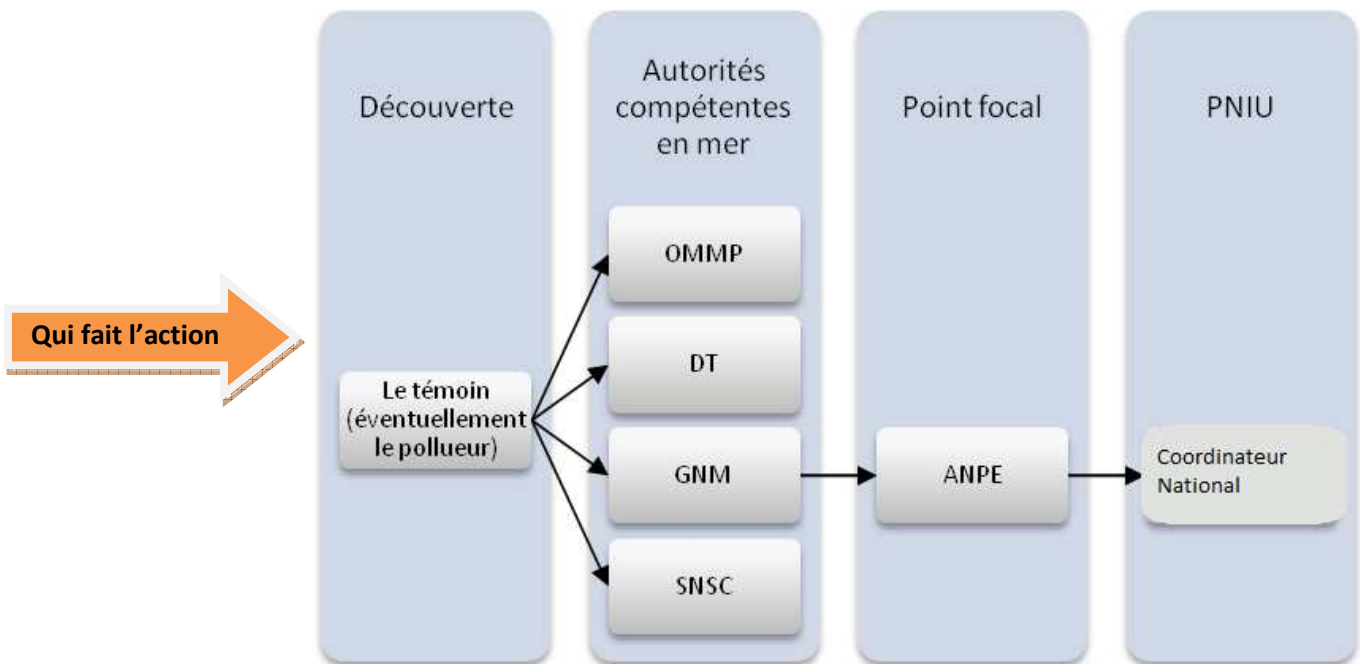 Découverte
Autorités
compétentes
en mer
Point focal
PNIU
Qui fait l’action
Le témoin
(éventuellement
le pollueur)
OMMP
DT
GNM
SNSC
ANPE
Coordinateur
National